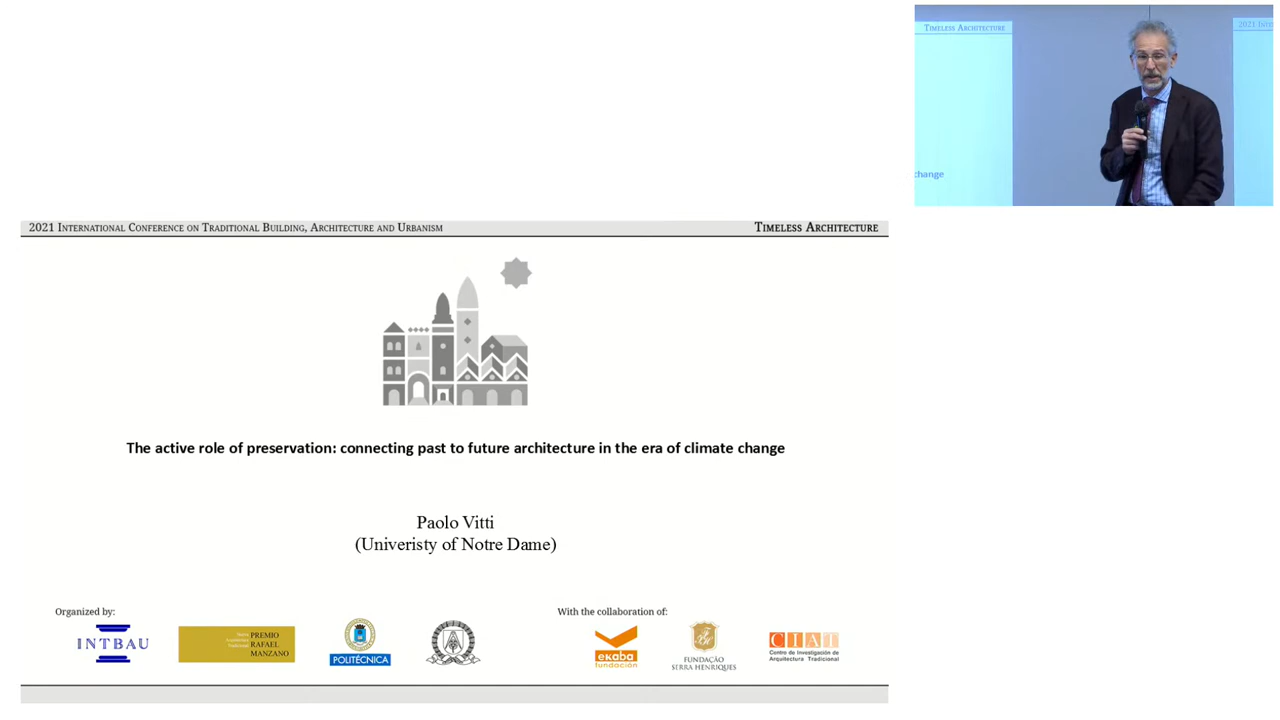 TIMELESS ARCHITECTURE
2021 INTE
change
2021 INTERNATIONAL CONFERENCE ON TRADITIONAL BUILDING, ARCHITECTURE AND URBANISM
TIMELESS ARCHITECTURE
The active role of preservation: connecting past to future architecture in the era of climate change
Paolo Vitti
(Univeristy of Notre Dame)
Organized by:
With the collaboration of:
INTBAU
PREMIO
RAFAEL
MANZANO
POLITÉCNICA
ekaba
fundación
FUNDAÇÃO
SERRA HENRIQUES
CIAT
Centro de Investigación de
Arquitectura Tradicional